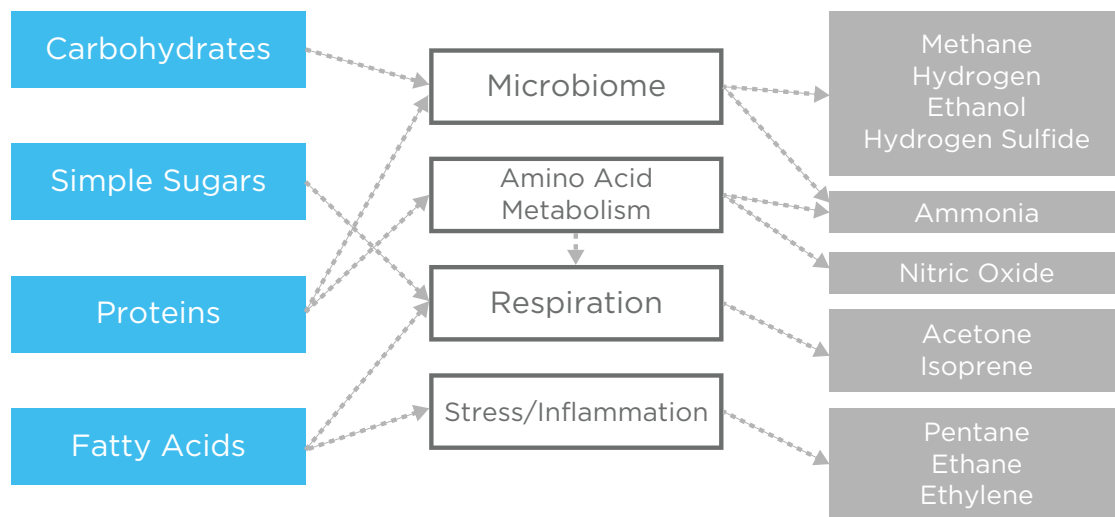 Carbohydrates
Simple Sugars
Proteins
Fatty Acids
Microbiome
Amino Acid
Metabolism
Respiration
Stress/Inflammation
Methane
Hydrogen
Ethanol
Hydrogen Sulfide
Ammonia
Nitric Oxide
Acetone
Isoprene
Pentane
Ethane
Ethylene